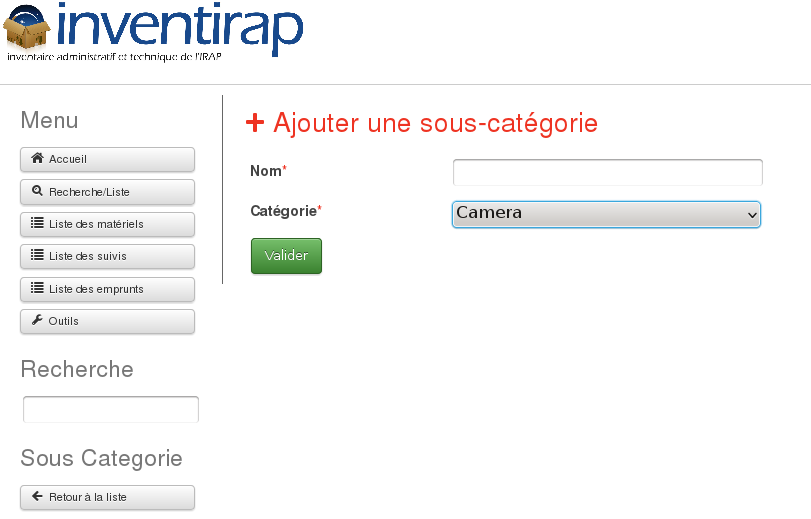 inventirap
inventaire administratif et technique de l'IRAP
Menu
Accueil
Recherche/Liste
Liste des matériels
Liste des suivis
Liste des emprunts
Outils
Recherche
Sous Categorie
Retour à la liste
Ajouter une sous-catégorie
Nom*
Catégorie*
Camera
Valider